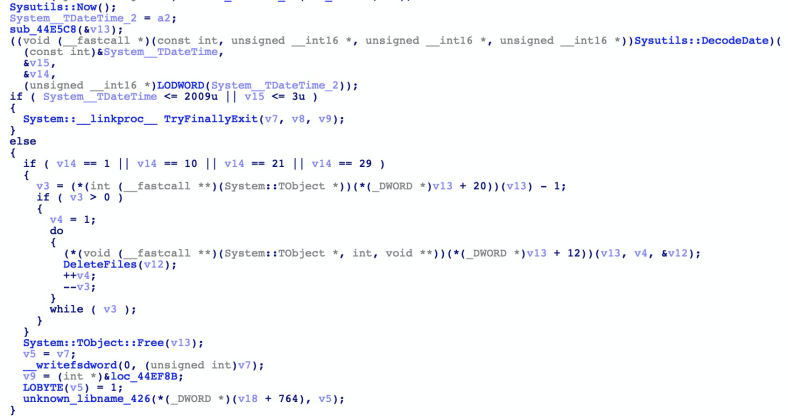 Sysutils::Now();
System__TDateTime_2 = a2;
sub_44E5C8(&v13);
((void (__fastcall *)(const int, unsigned __int16 *, unsigned __int16 *, unsigned __int16 *))Sysutils::DecodeDate)(
(const int)&System__TDateTime,
&v15,
&v14,
(unsigned __int16 *)LODWORD(System__TDateTime_2));
if ( System__TDateTime <= 2009u || v15 <= 3u )
{
System::__linkproc__ TryFinallyExit(v7, v8, v9);
}
else
{
if ( v14 == 1 || v14 == 10 || v14 == 21 || v14 == 29 )
{
v3 = (*(int (__fastcall **)(System::TObject *))(*(_DWORD *)v13 + 20))(v13) - 1;
if ( v3 > 0 )
{
v4 = 1;
do
{
(*(void (__fastcall **)(System::TObject *, int, void **))(*(_DWORD *)v13 + 12))(v13, v4, &v12);
DeleteFiles(v12);
++v4;
--v3;
}
while ( v3 );
}
}
System::TObject::Free(v13);
v5 = v7;
__writefsdword(0, (unsigned int)v7);
v9 = (int *)&loc_44EF8B;
LOBYTE(v5) = 1;
unknown_libname_426(*(_DWORD *)(v18 + 764), v5);
}